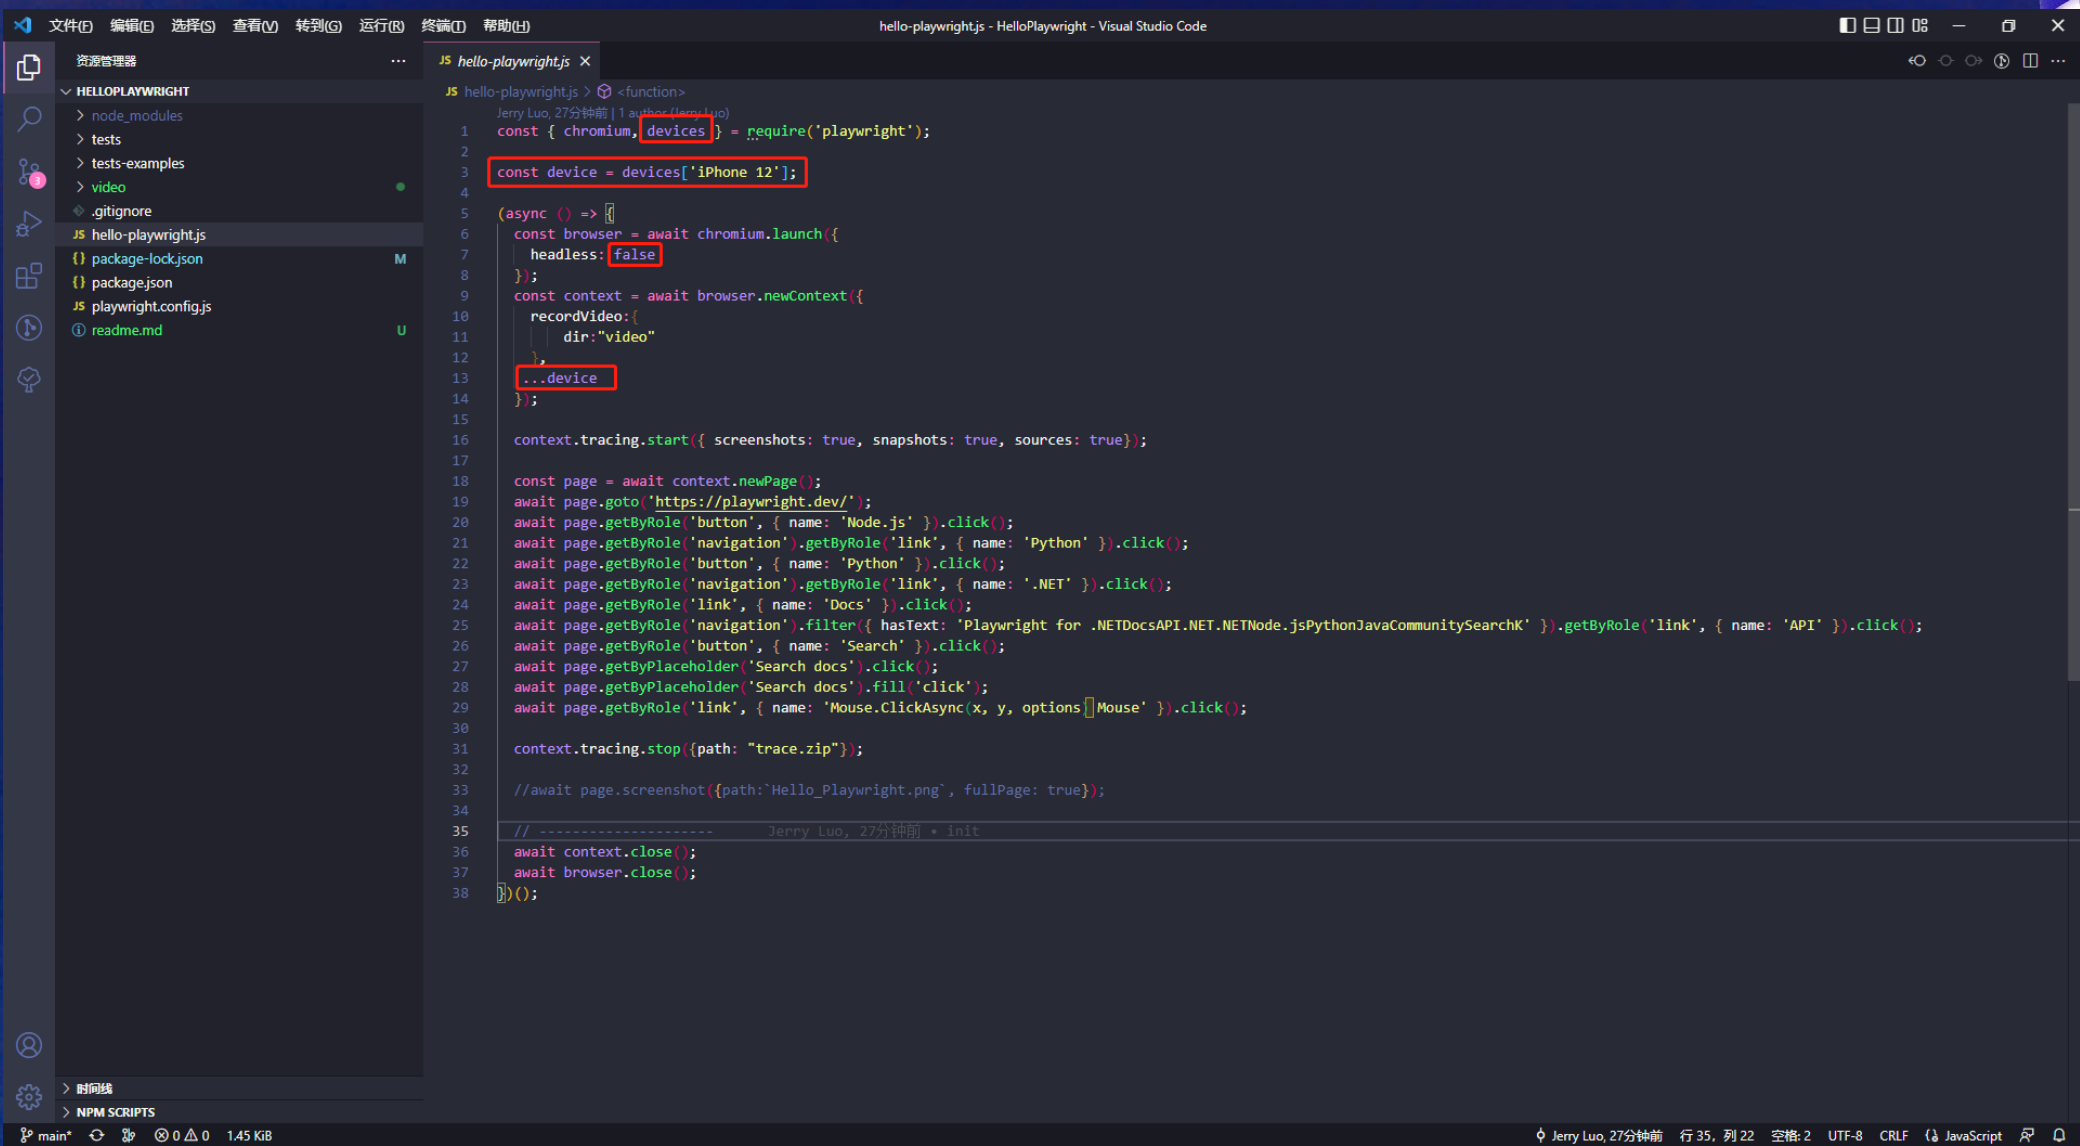 文件(F) 编辑(E) 选择(S) 查看(V) 转到(G) 运行(R) 终端(T) 帮助(H)
hello-playwright.js - HelloPlaywright - Visual Studio Code
资源管理器
HELLOPLAYWRIGHT
node_modules
tests
tests-examples
video
.gitignore
JS hello-playwright.js
{} package-lock.json M
{} package.json
JS playwright.config.js
readme.md U
3
时间线
NPM SCRIPTS
JS hello-playwright.js
JS hello-playwright.js > <function>
Jerry Luo, 27分钟前 | 1 author (Jerry Luo)
1 const { chromium, devices } = require('playwright');
2
3 const device = devices['iPhone 12'];
4
5 (async () => {
6 const browser = await chromium.launch({
7 headless: false
8 });
9 const context = await browser.newContext({
10 recordVideo:{
11 dir:"video"
12 },
13 ...device
14 });
15
16 context.tracing.start({ screenshots: true, snapshots: true, sources: true});
17
18 const page = await context.newPage();
19 await page.goto('https://playwright.dev/');
20 await page.getByRole('button', { name: 'Node.js' }).click();
21 await page.getByRole('navigation').getByRole('link', { name: 'Python' }).click();
22 await page.getByRole('button', { name: 'Python' }).click();
23 await page.getByRole('navigation').getByRole('link', { name: '.NET' }).click();
24 await page.getByRole('link', { name: 'Docs' }).click();
25 await page.getByRole('navigation').filter({ hasText: 'Playwright for .NETDocsAPI.NET.NETNode.jsPythonJavaCommunitySearchK' }).getByRole('link', { name: 'API' }).click();
26 await page.getByRole('button', { name: 'Search' }).click();
27 await page.getByPlaceholder('Search docs').click();
28 await page.getByPlaceholder('Search docs').fill('click');
29 await page.getByRole('link', { name: 'Mouse.ClickAsync(x, y, options) Mouse' }).click();
30
31 context.tracing.stop({path: "trace.zip"});
32
33 //await page.screenshot({path:`Hello_Playwright.png`, fullPage: true});
34
35 // --------------------- Jerry Luo, 27分钟前 • init
36 await context.close();
37 await browser.close();
38 })();
main* 0 0 1.45 KiB
Jerry Luo, 27分钟前 行 35，列 22 空格: 2 UTF-8 CRLF {} JavaScript